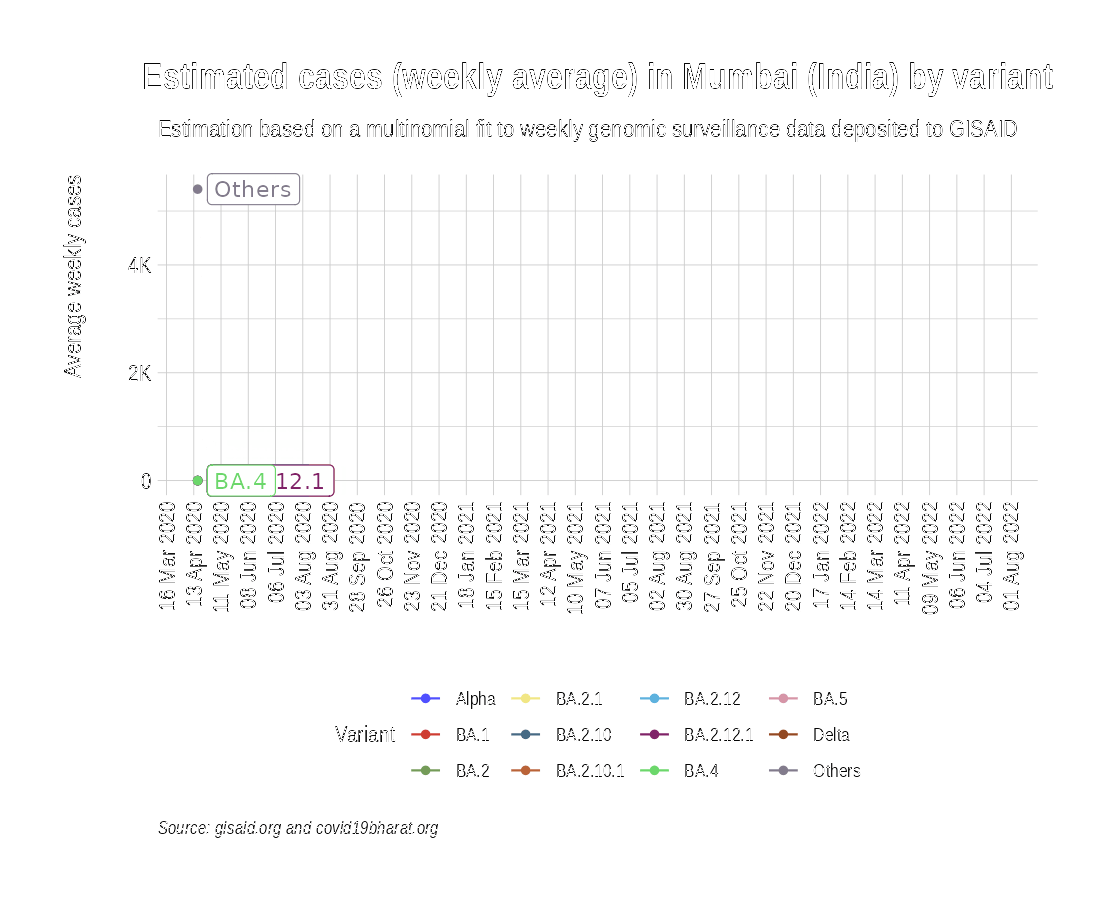 Estimated cases (weekly average) in Mumbai (India) by variant
Estimation based on a multinomial fit to weekly genomic surveillance data deposited to GISAID
Average weekly cases
Others
4K
2K
0
BA.4 12.1
16 Mar 2020
13 Apr 2020
11 May 2020
08 Jun 2020
06 Jul 2020
03 Aug 2020
31 Aug 2020
28 Sep 2020
26 Oct 2020
23 Nov 2020
21 Dec 2020
18 Jan 2021
15 Feb 2021
15 Mar 2021
12 Apr 2021
10 May 2021
07 Jun 2021
05 Jul 2021
02 Aug 2021
30 Aug 2021
27 Sep 2021
25 Oct 2021
22 Nov 2021
20 Dec 2021
17 Jan 2022
14 Feb 2022
14 Mar 2022
11 Apr 2022
09 May 2022
06 Jun 2022
04 Jul 2022
01 Aug 2022
Alpha BA.2.1 BA.2.12 BA.5
Variant BA.1 BA.2.10 BA.2.12.1 Delta
BA.2 BA.2.10.1 BA.4 Others
Source: gisaid.org and covid19bharat.org